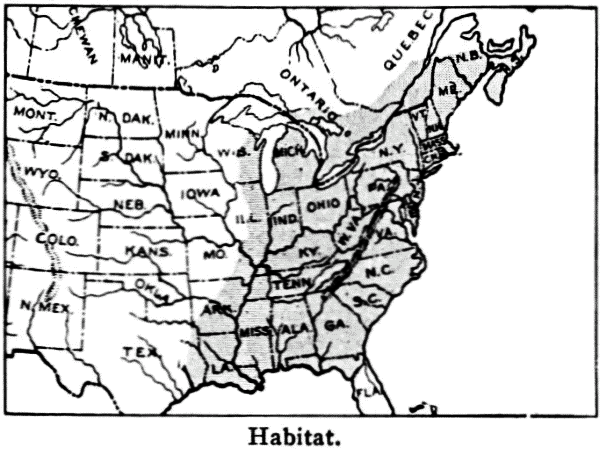 CHEWAN
MANIT.
ONTARIO
QUEBEC
N.B.
ME.
MONT.
N. DAK.
MINN.
VT.
N.H.
MASS.
WYO.
S. DAK.
WIS.
MICH.
N.Y.
NEB.
IOWA
ILL.
IND.
OHIO
PA.
COLO.
KANS.
MO.
KY.
W.VA.
VA.
N. MEX.
OKLA.
ARK.
TENN.
N.C.
S.C.
TEX.
LA.
MISS.
ALA.
GA.
FLA.
Habitat.